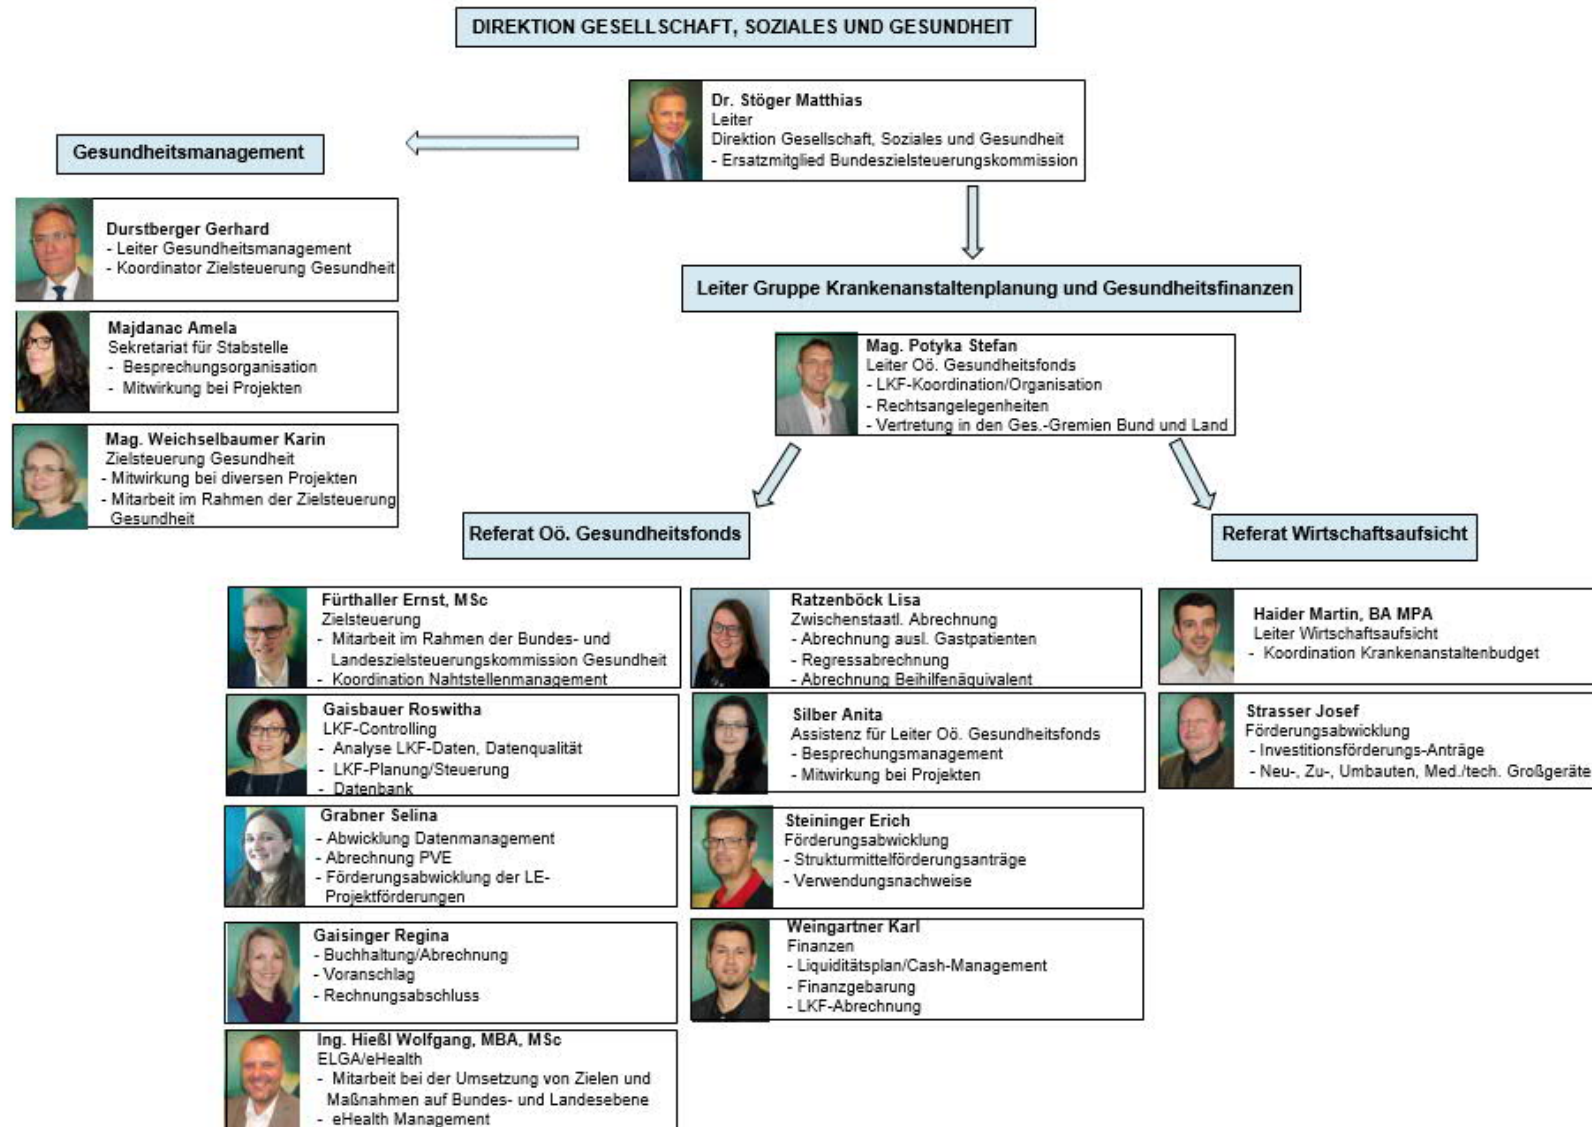 DIREKTION GESELLSCHAFT, SOZIALES UND GESUNDHEIT
Dr. Stöger Matthias
Leiter
Direktion Gesellschaft, Soziales und Gesundheit
- Ersatzmitglied Bundeszielsteuerungskommission
Gesundheitsmanagement
Durstberger Gerhard
- Leiter Gesundheitsmanagement
- Koordinator Zielsteuerung Gesundheit
Majdanac Amela
Sekretariat für Stabstelle
- Besprechungsorganisation
- Mitwirkung bei Projekten
Mag. Weichselbaumer Karin
Zielsteuerung Gesundheit
- Mitwirkung bei diversen Projekten
- Mitarbeit im Rahmen der Zielsteuerung
Gesundheit
Leiter Gruppe Krankenanstaltenplanung und Gesundheitsfinanzen
Mag. Potyka Stefan
Leiter Oö. Gesundheitsfonds
- LKF-Koordination/Organisation
- Rechtsangelegenheiten
- Vertretung in den Ges.-Gremien Bund und Land
Referat Oö. Gesundheitsfonds
Fürthaller Ernst, MSc
Zielsteuerung
- Mitarbeit im Rahmen der Bundes- und
Landeszielsteuerungskommission Gesundheit
- Koordination Nahtstellenmanagement
Gaisbauer Roswitha
LKF-Controlling
- Analyse LKF-Daten, Datenqualität
- LKF-Planung/Steuerung
- Datenbank
Grabner Selina
- Abwicklung Datenmanagement
- Abrechnung PVE
- Förderungsabwicklung der LE-
Projektförderungen
Gaisinger Regina
- Buchhaltung/Abrechnung
- Voranschlag
- Rechnungsabschluss
Ing. Hießl Wolfgang, MBA, MSc
ELGA/eHealth
- Mitarbeit bei der Umsetzung von Zielen und
Maßnahmen auf Bundes- und Landesebene
- eHealth Management
Ratzenböck Lisa
Zwischenstaatl. Abrechnung
- Abrechnung ausl. Gastpatienten
- Regressabrechnung
- Abrechnung Beihilfenäquivalent
Silber Anita
Assistenz für Leiter Oö. Gesundheitsfonds
- Besprechungsmanagement
- Mitwirkung bei Projekten
Steininger Erich
Förderungsabwicklung
- Strukturmittelförderungsanträge
- Verwendungsnachweise
Weingartner Karl
Finanzen
- Liquiditätsplan/Cash-Management
- Finanzgebarung
- LKF-Abrechnung
Referat Wirtschaftsaufsicht
Haider Martin, BA MPA
Leiter Wirtschaftsaufsicht
- Koordination Krankenanstaltenbudget
Strasser Josef
Förderungsabwicklung
- Investitionsförderungs-Anträge
- Neu-, Zu-, Umbauten, Med./tech. Großgeräte